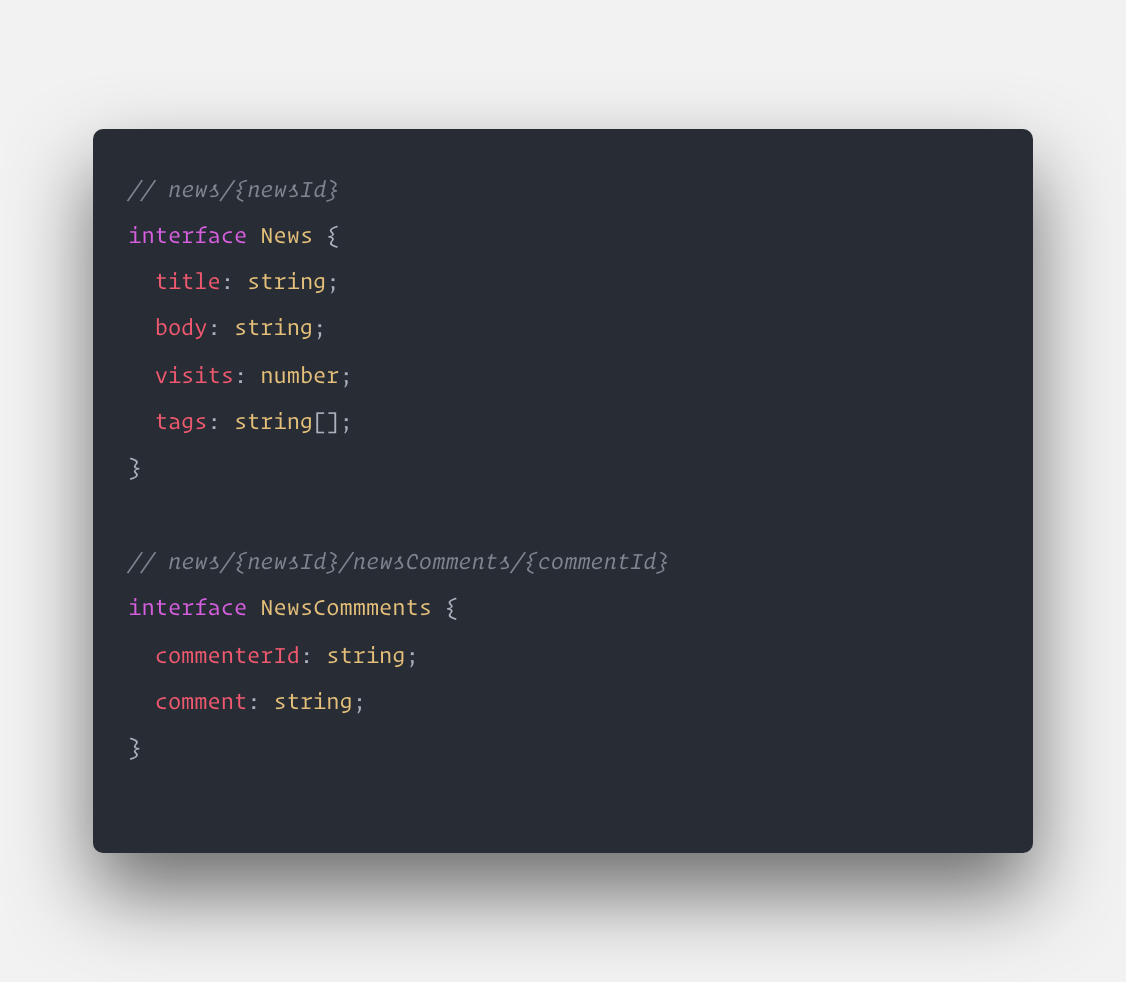 // news/{newsId}
interface News {
  title: string;
  body: string;
  visits: number;
  tags: string[];
}

// news/{newsId}/newsComments/{commentId}
interface NewsCommments {
  commenterId: string;
  comment: string;
}